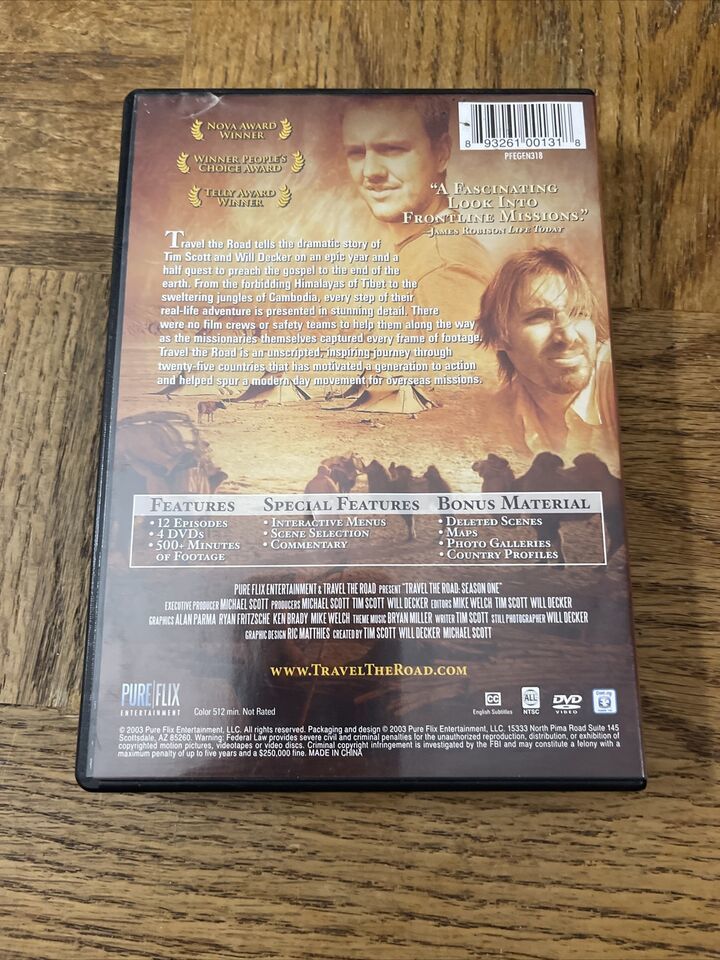 NOVA AWARD
WINNER
WINNER PEOPLE'S
CHOICE AWARD
TELLY AWARD
WINNER
8 93261 00131 8
PFEGEN318
"A FASCINATING
LOOK INTO
FRONTLINE MISSIONS."
-JAMES ROBISON LIFE TODAY
Travel the Road tells the dramatic story of
Tim Scott and Will Decker on an epic year and a
half quest to preach the gospel to the end of the
earth. From the forbidding Himalayas of Tibet to the
sweltering jungles of Cambodia, every step of their
real-life adventure is presented in stunning detail. There
were no film crews or safety teams to help them along the way
as the missionaries themselves captured every frame of footage.
Travel the Road is an unscripted, inspiring journey through
twenty-five countries that has motivated a generation to action
and helped spur a modern day movement for overseas missions.
FEATURES
• 12 EPISODES
• 4 DVDS
• 500+ MINUTES
OF FOOTAGE
SPECIAL FEATURES
• INTERACTIVE MENUS
• SCENE SELECTION
• COMMENTARY
BONUS MATERIAL
• DELETED SCENES
• MAPS
• PHOTO GALLERIES
• COUNTRY PROFILES
PURE FLIX ENTERTAINMENT & TRAVEL THE ROAD PRESENT "TRAVEL THE ROAD: SEASON ONE"
EXECUTIVE PRODUCER MICHAEL SCOTT PRODUCERS MICHAEL SCOTT TIM SCOTT WILL DECKER EDITORS MIKE WELCH TIM SCOTT WILL DECKER
GRAPHICS ALAN PARMA RYAN FRITZSCHE KEN BRADY MIKE WELCH THEME MUSIC BRYAN MILLER WRITER TIM SCOTT STILL PHOTOGRAPHER WILL DECKER
GRAPHIC DESIGN RIC MATTHIES CREATED BY TIM SCOTT WILL DECKER MICHAEL SCOTT
WWW.TRAVELTHEROAD.COM
PURE FLIX
ENTERTAINMENT
Color 512 min. Not Rated
CC
English Subtitles
ALL
NTSC
DVD
VIDEO
© 2003 Pure Flix Entertainment, LLC. All rights reserved. Packaging and design © 2003 Pure Flix Entertainment, LLC. 15333 North Pima Road Suite 145
Scottsdale, AZ 85260. Warning: Federal Law provides severe civil and criminal penalties for the unauthorized reproduction, distribution, or exhibition of
copyrighted motion pictures, videotapes or video discs. Criminal copyright infringement is investigated by the FBI and may constitute a felony with a
maximum penalty of up to five years and a $250,000 fine. MADE IN CHINA